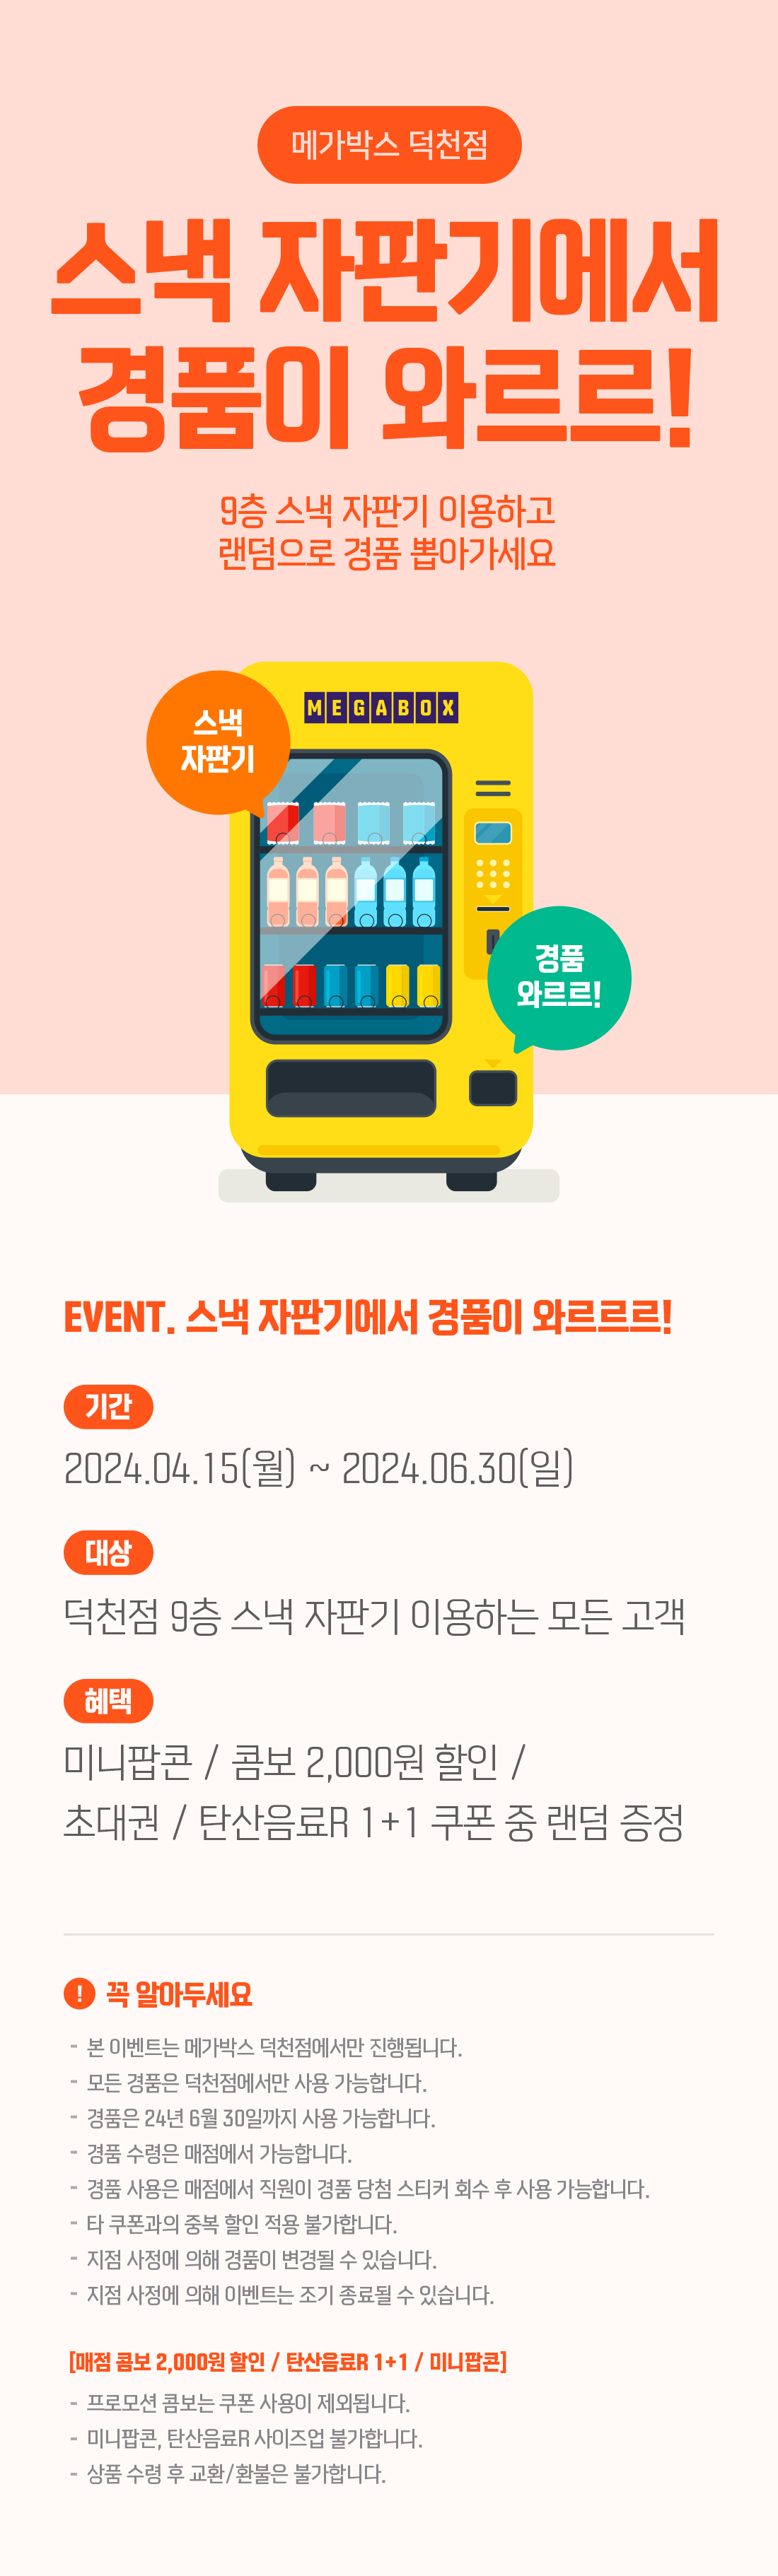 메가박스 덕천점
스낵 자판기에서
경품이 와르르!
9층 스낵 자판기 이용하고
랜덤으로 경품 뽑아가세요
MEGABOX
스낵
자판기
경품
와르르!
EVENT. 스낵 자판기에서 경품이 와르르르!
기간
2024.04.15(월) ~ 2024.06.30(일)
대상
덕천점 9층 스낵 자판기 이용하는 모든 고객
혜택
미니팝콘 / 콤보 2,000원 할인 /
초대권 / 탄산음료R 1+1 쿠폰 중 랜덤 증정
! 꼭 알아두세요
- 본 이벤트는 메가박스 덕천점에서만 진행됩니다.
- 모든 경품은 덕천점에서만 사용 가능합니다.
- 경품은 24년 6월 30일까지 사용 가능합니다.
- 경품 수령은 매점에서 가능합니다.
- 경품 사용은 매점에서 직원이 경품 당첨 스티커 회수 후 사용 가능합니다.
- 타 쿠폰과의 중복 할인 적용 불가합니다.
- 지점 사정에 의해 경품이 변경될 수 있습니다.
- 지점 사정에 의해 이벤트는 조기 종료될 수 있습니다.
[매점 콤보 2,000원 할인 / 탄산음료R 1+1 / 미니팝콘]
- 프로모션 콤보는 쿠폰 사용이 제외됩니다.
- 미니팝콘, 탄산음료R 사이즈업 불가합니다.
- 상품 수령 후 교환/환불은 불가합니다.